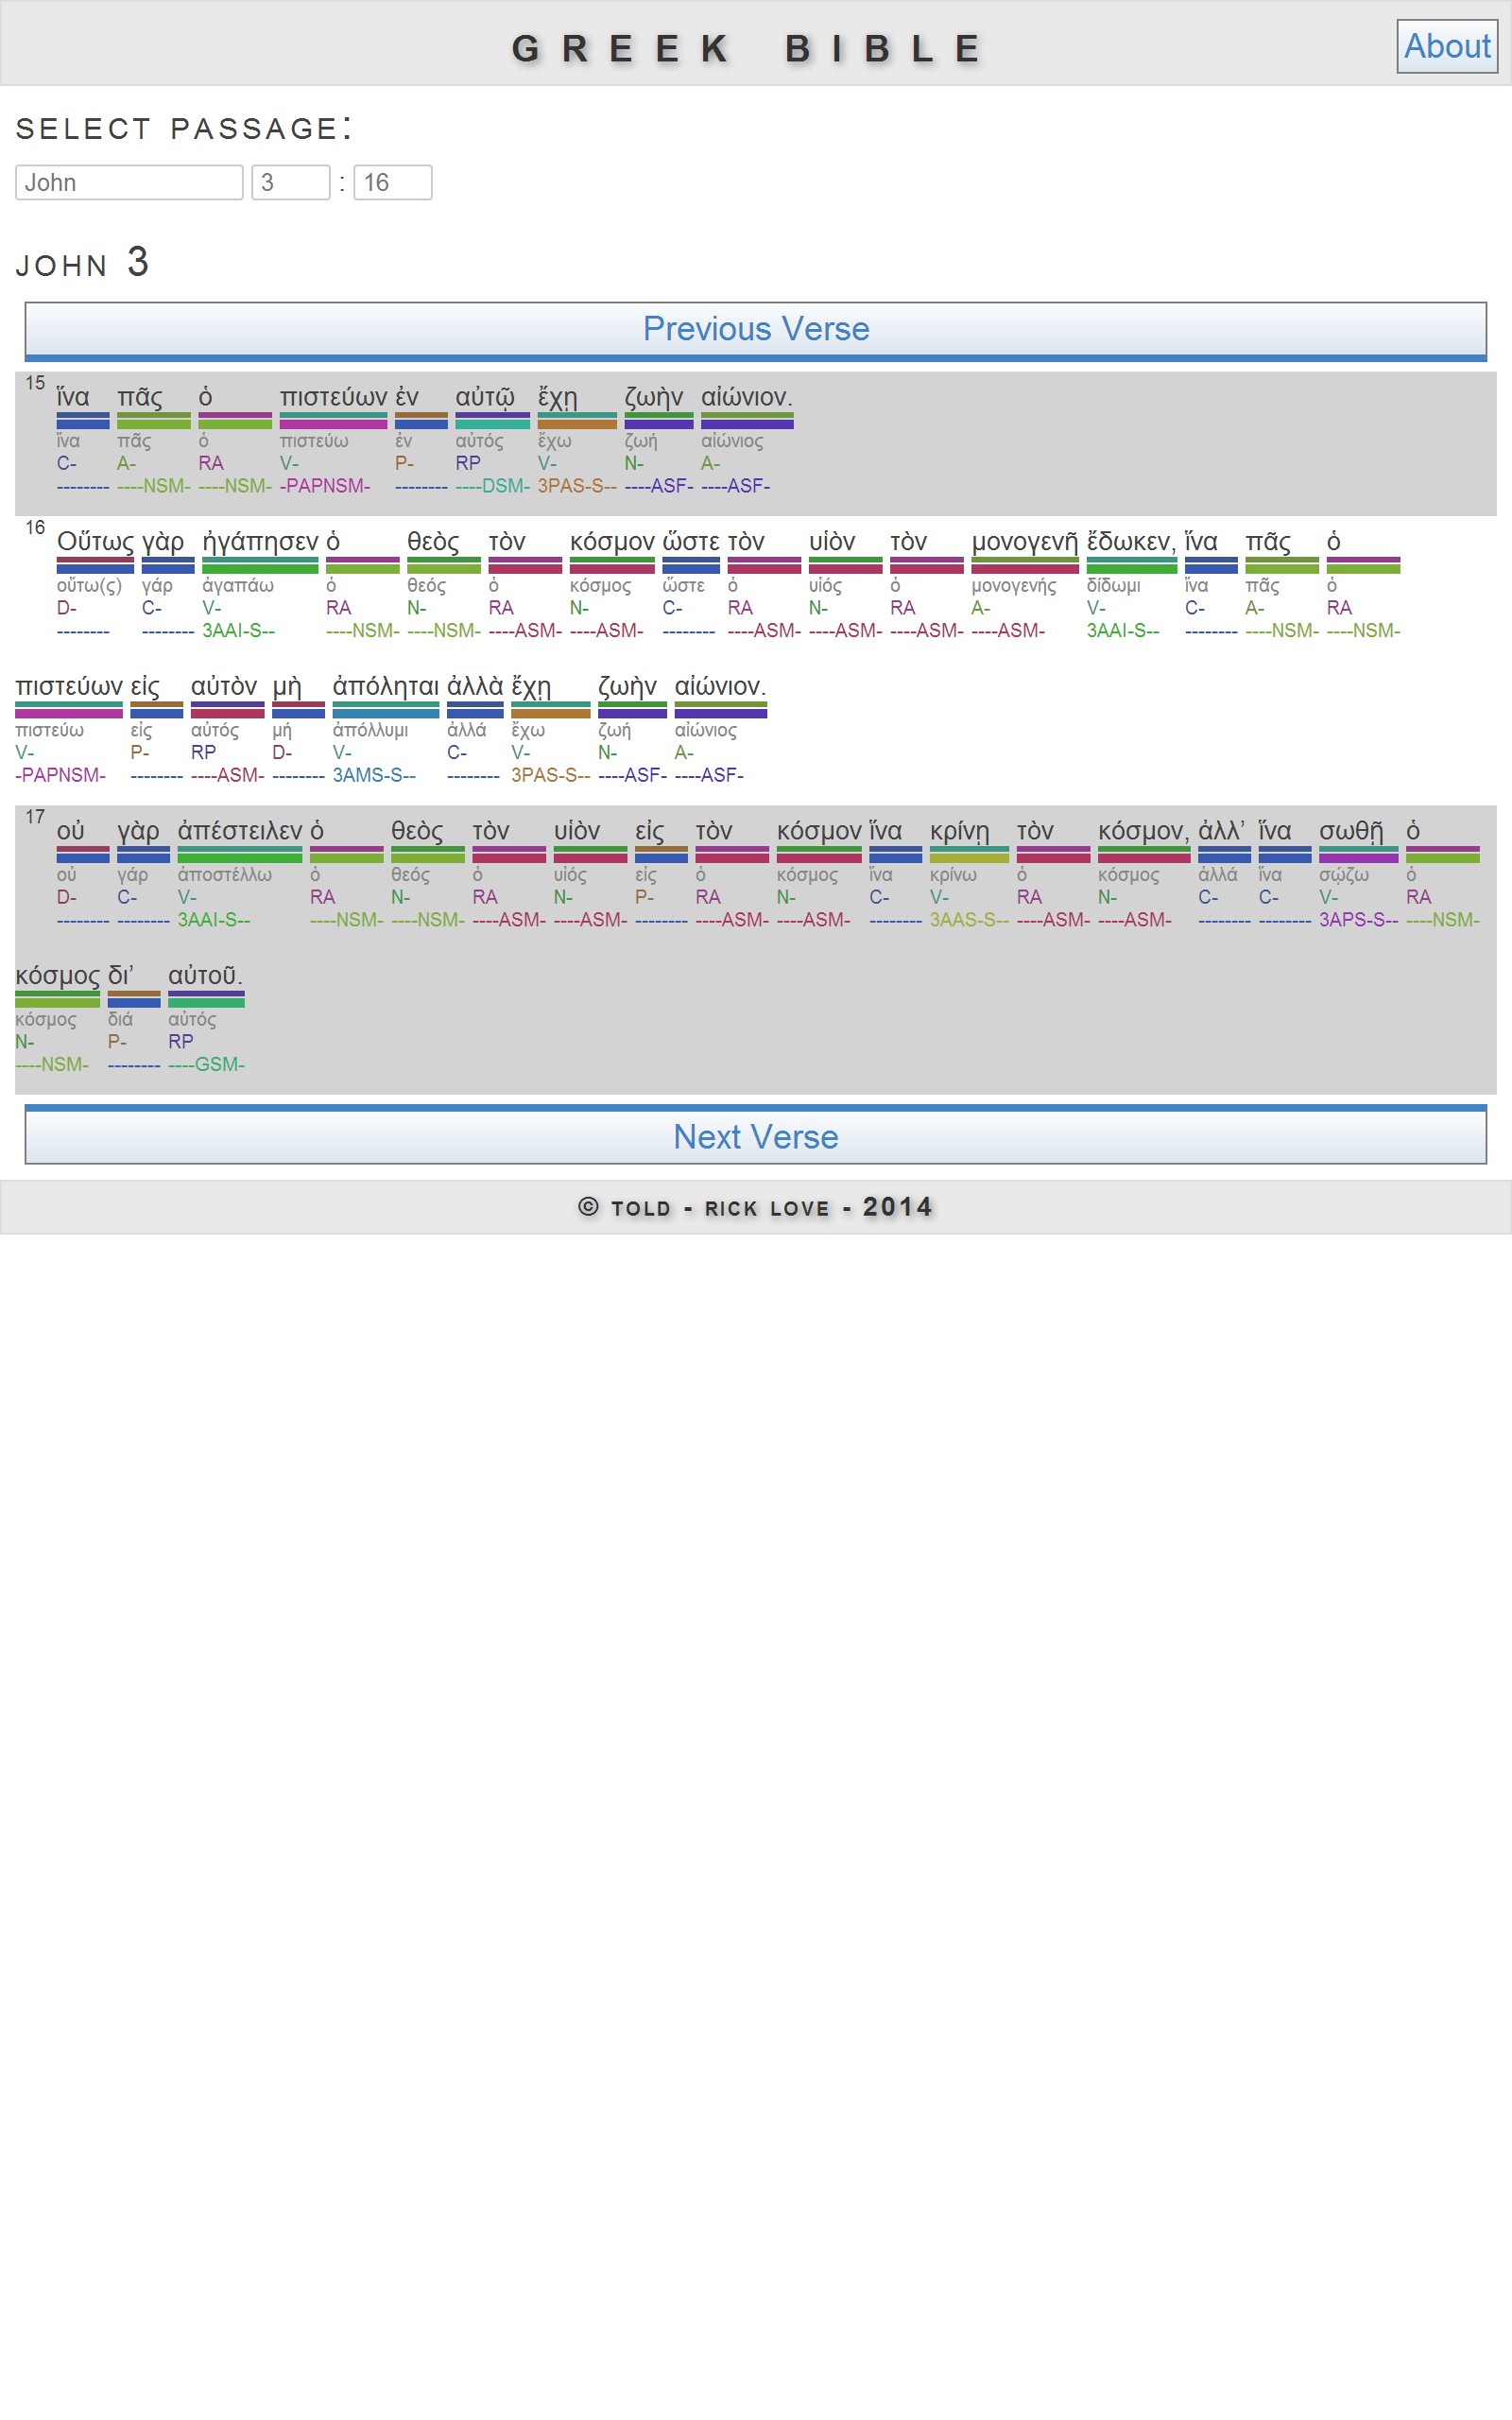 GREEK BIBLE
About
SELECT PASSAGE:
John 3 : 16
JOHN 3
Previous Verse
15 ἵνα πᾶς ὁ πιστεύων ἐν αὐτῷ ἔχῃ ζωὴν αἰώνιον.
ἵνα πᾶς ὁ πιστεύω ἐν αὐτός ἔχω ζωή αἰώνιος
C- A- RA V- P- RP V- N- A-
-------- ----NSM- ----NSM- -PAPNSM- -------- ----DSM- 3PAS-S-- ----ASF- ----ASF-
16 Οὕτως γὰρ ἠγάπησεν ὁ θεὸς τὸν κόσμον ὥστε τὸν υἱὸν τὸν μονογενῆ ἔδωκεν, ἵνα πᾶς ὁ
οὕτω(ς) γάρ ἀγαπάω ὁ θεός ὁ κόσμος ὥστε ὁ υἱός ὁ μονογενής δίδωμι ἵνα πᾶς ὁ
D- C- V- RA N- RA N- C- RA N- RA A- V- C- A- RA
-------- -------- 3AAI-S-- ----NSM- ----NSM- ----ASM- ----ASM- -------- ----ASM- ----ASM- ----ASM- ----ASM- 3AAI-S-- -------- ----NSM- ----NSM-
πιστεύων εἰς αὐτὸν μὴ ἀπόληται ἀλλὰ ἔχῃ ζωὴν αἰώνιον.
πιστεύω εἰς αὐτός μή ἀπόλλυμι ἀλλά ἔχω ζωή αἰώνιος
V- P- RP D- V- C- V- N- A-
-PAPNSM- -------- ----ASM- -------- 3AMS-S-- -------- 3PAS-S-- ----ASF- ----ASF-
17 οὐ γὰρ ἀπέστειλεν ὁ θεὸς τὸν υἱὸν εἰς τὸν κόσμον ἵνα κρίνῃ τὸν κόσμον, ἀλλ’ ἵνα σωθῇ ὁ
οὐ γάρ ἀποστέλλω ὁ θεός ὁ υἱός εἰς ὁ κόσμος ἵνα κρίνω ὁ κόσμος ἀλλά ἵνα σῴζω ὁ
D- C- V- RA N- RA N- P- RA N- C- V- RA N- C- C- V- RA
-------- -------- 3AAI-S-- ----NSM- ----NSM- ----ASM- ----ASM- -------- ----ASM- ----ASM- -------- 3AAS-S-- ----ASM- ----ASM- -------- -------- 3APS-S-- ----NSM-
κόσμος δι’ αὐτοῦ.
κόσμος διά αὐτός
N- P- RP
----NSM- -------- ----GSM-
Next Verse
© TOLD - RICK LOVE - 2014